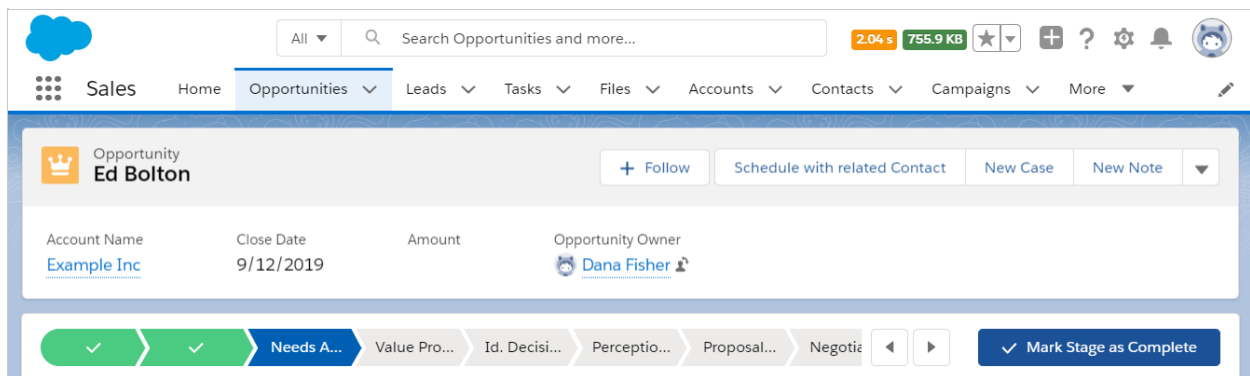 All Search Opportunities and more... 2.04 s 755.9 KB
Sales Home Opportunities Leads Tasks Files Accounts Contacts Campaigns More
Opportunity
Ed Bolton
+ Follow Schedule with related Contact New Case New Note
Account Name Close Date Amount Opportunity Owner
Example Inc 9/12/2019 Dana Fisher
Needs A... Value Pro... Id. Decisi... Perceptio... Proposal... Negotia Mark Stage as Complete